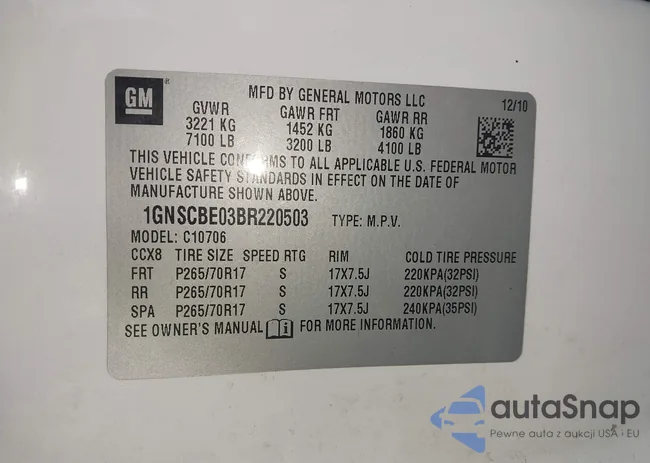 GM
MFD BY GENERAL MOTORS LLC
12/10
GVWR GAWR FRT GAWR RR
3221 KG 1452 KG 1860 KG
7100 LB 3200 LB 4100 LB
THIS VEHICLE CONFORMS TO ALL APPLICABLE U.S. FEDERAL MOTOR
VEHICLE SAFETY STANDARDS IN EFFECT ON THE DATE OF
MANUFACTURE SHOWN ABOVE.
1GNSCBE03BR220503 TYPE: M.P.V.
MODEL: C10706
CCX8 TIRE SIZE SPEED RTG RIM COLD TIRE PRESSURE
FRT P265/70R17 S 17X7.5J 220KPA(32PSI)
RR P265/70R17 S 17X7.5J 220KPA(32PSI)
SPA P265/70R17 S 17X7.5J 240KPA(35PSI)
SEE OWNER'S MANUAL FOR MORE INFORMATION.
autaSnap
Pewne auta z aukcji USA i EU